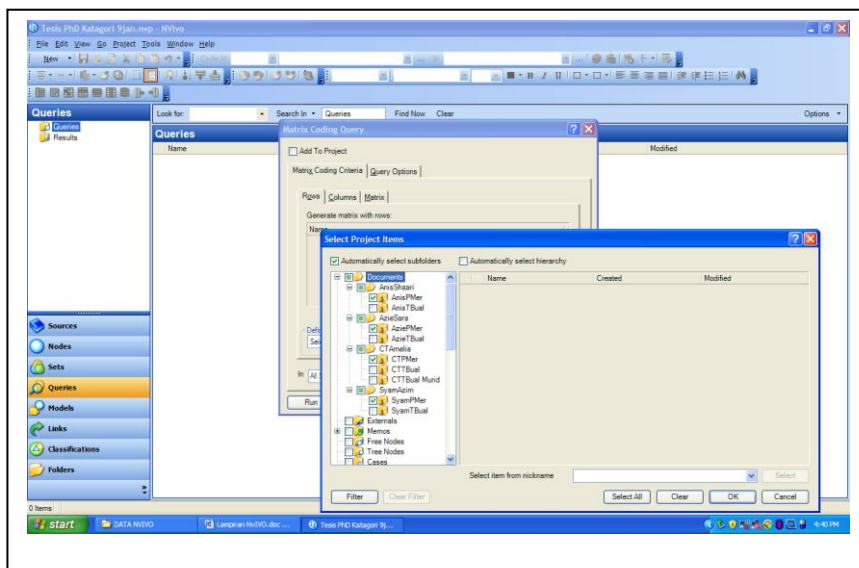 Tesis PhD Katagori 9jan.nvp - NVivo
File Edit View Go Project Tools Window Help
New
Code At
Queries
Look for: Search In Queries Find Now Clear Options
Queries
Results
Queries
Name Modified
Matrix Coding Query
Add To Project
Matrix Coding Criteria Query Options
Rows Columns Matrix
Generate matrix with rows:
Name
Select Project Items
Automatically select subfolders Automatically select hierarchy
Documents
AnisShaari
AnisPMer
AnisTBual
AzieSara
AziePMer
AzieTBual
CTAmelia
CTPMer
CTTBual
CTTBual Murid
SyamAzim
SyamPMer
SyamTBual
Externals
Memos
Free Nodes
Tree Nodes
Cases
Name Created Modified
Select item from nickname Select
Filter Clear Filter Select All Clear OK Cancel
In
Run
Sources
Nodes
Sets
Queries
Models
Links
Classifications
Folders
0 Items
start DATA NVIVO Lampiran NVIVO.doc ... Tesis PhD Katagori 9j... 4:40 PM